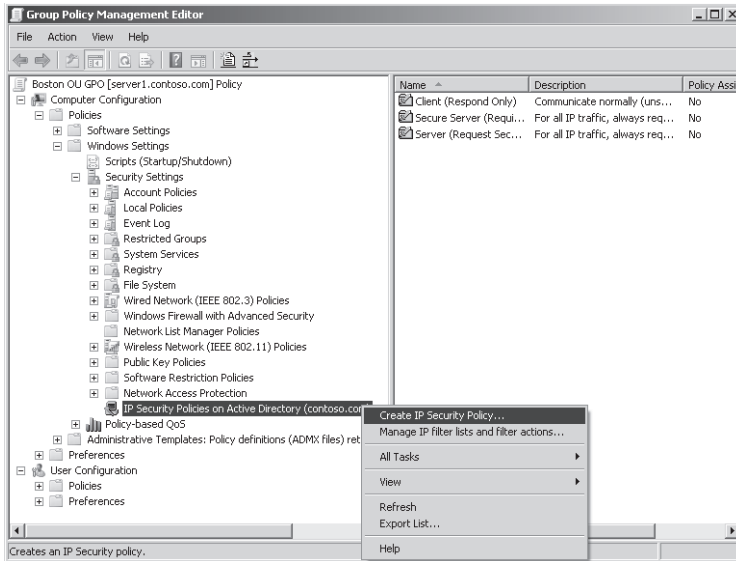 Group Policy Management Editor
File Action View Help
Boston OU GPO [server1.contoso.com] Policy
Computer Configuration
Policies
Software Settings
Windows Settings
Scripts (Startup/Shutdown)
Security Settings
Account Policies
Local Policies
Event Log
Restricted Groups
System Services
Registry
File System
Wired Network (IEEE 802.3) Policies
Windows Firewall with Advanced Security
Network List Manager Policies
Wireless Network (IEEE 802.11) Policies
Public Key Policies
Software Restriction Policies
Network Access Protection
IP Security Policies on Active Directory (contoso.com)
Policy-based QoS
Administrative Templates: Policy definitions (ADMX files) ret
Preferences
User Configuration
Policies
Preferences
Name Description Policy Assi
Client (Respond Only) Communicate normally (uns... No
Secure Server (Requi... For all IP traffic, always req... No
Server (Request Sec... For all IP traffic, always req... No
Create IP Security Policy...
Manage IP filter lists and filter actions...
All Tasks
View
Refresh
Export List...
Help
Creates an IP Security policy.